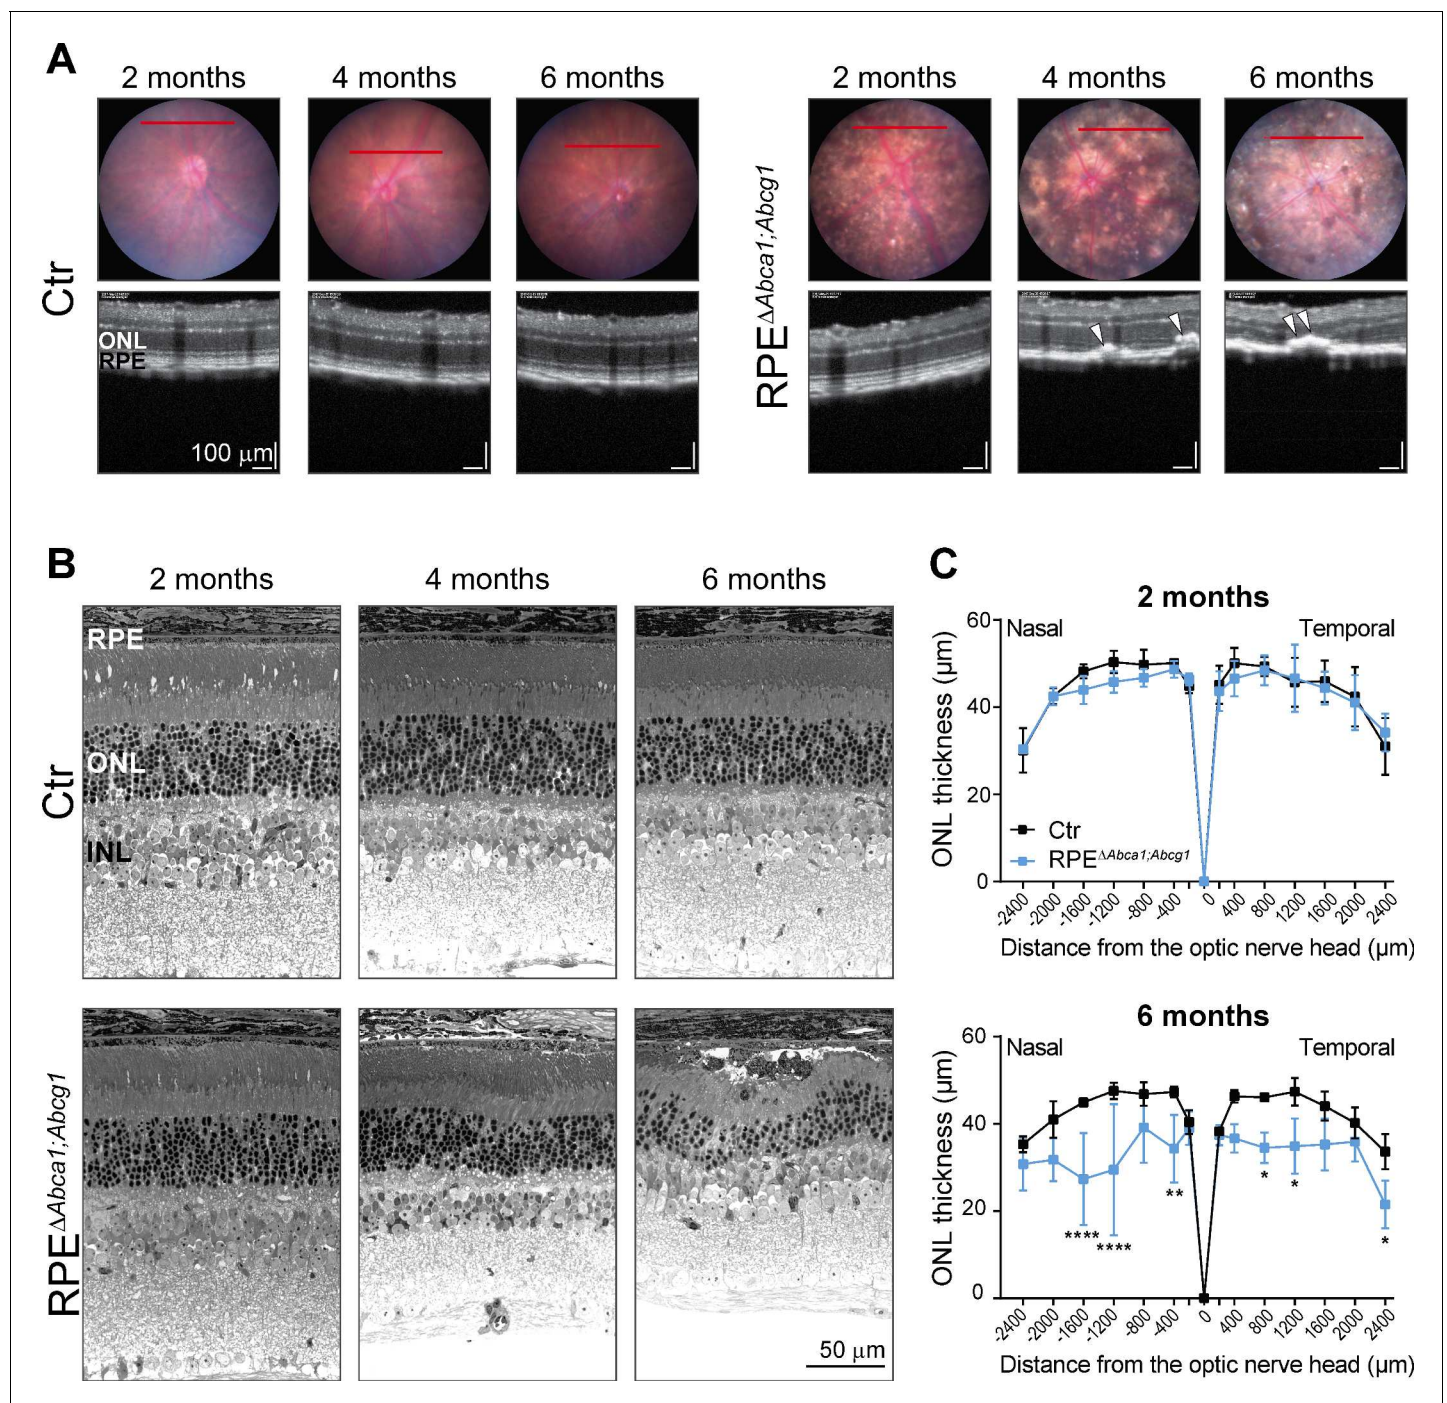 A
2 months
4 months
6 months
2 months
4 months
6 months
Ctr
RPEΔAbca1;Abcg1
ONL
RPE
100 μm
B
2 months
4 months
6 months
Ctr
RPE
ONL
INL
RPEΔAbca1;Abcg1
50 μm
C
2 months
Nasal
Temporal
ONL thickness (μm)
60
40
20
0
Ctr
RPEΔAbca1;Abcg1
-2400 -2000 -1600 -1200 -800 -400 0 400 800 1200 1600 2000 2400
Distance from the optic nerve head (μm)
6 months
Nasal
Temporal
ONL thickness (μm)
60
40
20
0
**** **** ** * * *
-2400 -2000 -1600 -1200 -800 -400 0 400 800 1200 1600 2000 2400
Distance from the optic nerve head (μm)